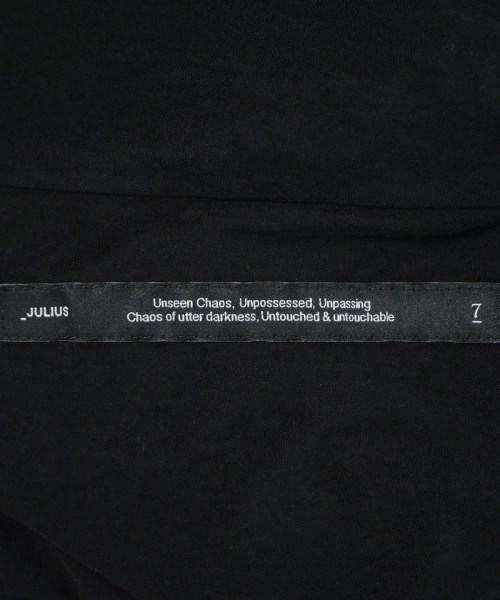 _JULIUS
Unseen Chaos, Unpossessed, Unpassing
Chaos of utter darkness, Untouched & untouchable
7